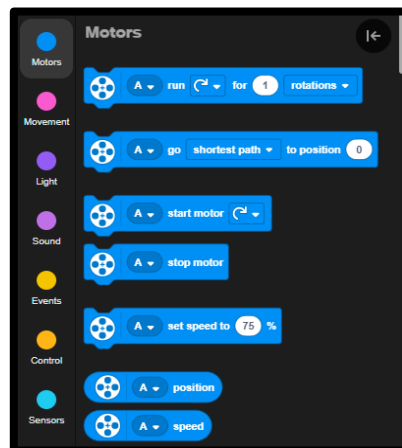 Motors
Movement
Light
Sound
Events
Control
Sensors
Motors
A run for 1 rotations
A go shortest path to position 0
A start motor
A stop motor
A set speed to 75 %
A position
A speed